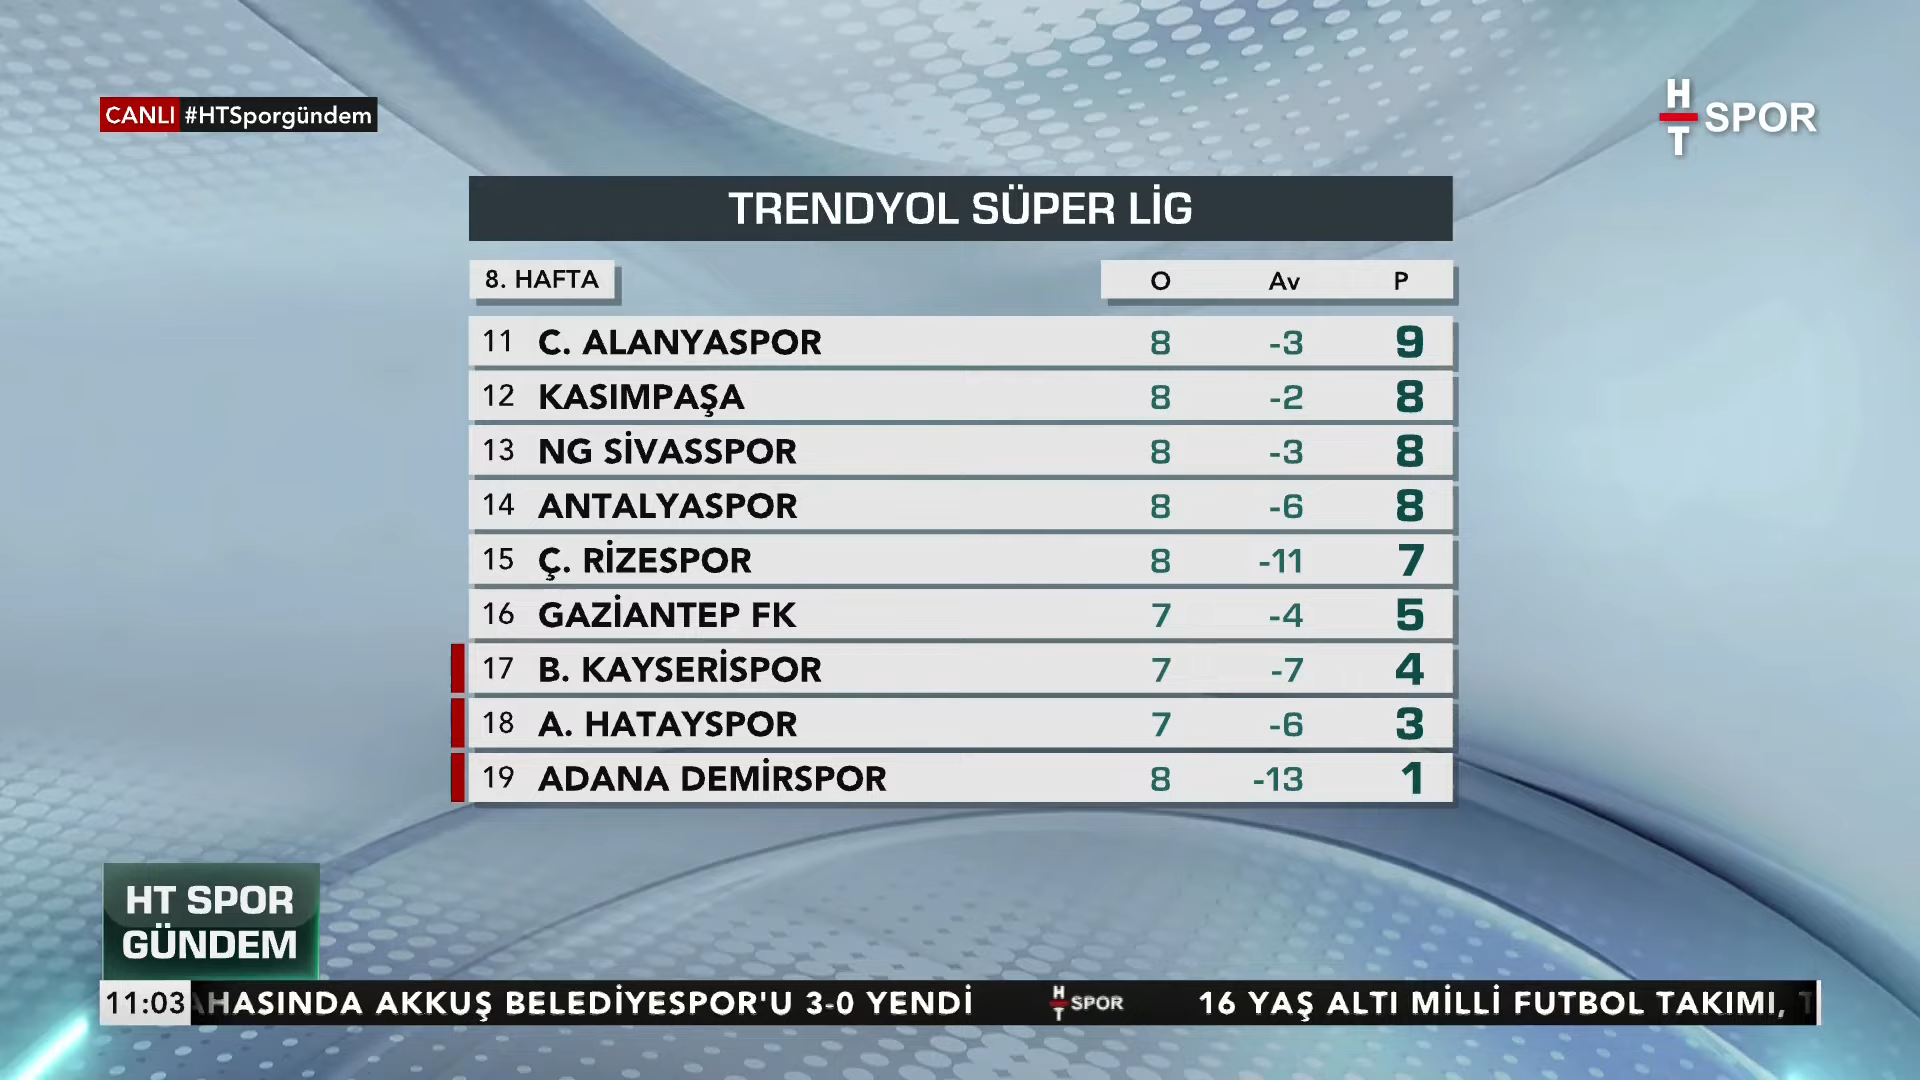 CANLI #HTSporgündem
HT SPOR
TRENDYOL SÜPER LİG
8. HAFTA O Av P
11 C. ALANYASPOR 8 -3 9
12 KASIMPAŞA 8 -2 8
13 NG SİVASSPOR 8 -3 8
14 ANTALYASPOR 8 -6 8
15 Ç. RİZESPOR 8 -11 7
16 GAZİANTEP FK 7 -4 5
17 B. KAYSERİSPOR 7 -7 4
18 A. HATAYSPOR 7 -6 3
19 ADANA DEMİRSPOR 8 -13 1
HT SPOR
GÜNDEM
11:03 AHASINDA AKKUŞ BELEDİYESPOR'U 3-0 YENDİ HT SPOR 16 YAŞ ALTI MİLLİ FUTBOL TAKIMI,